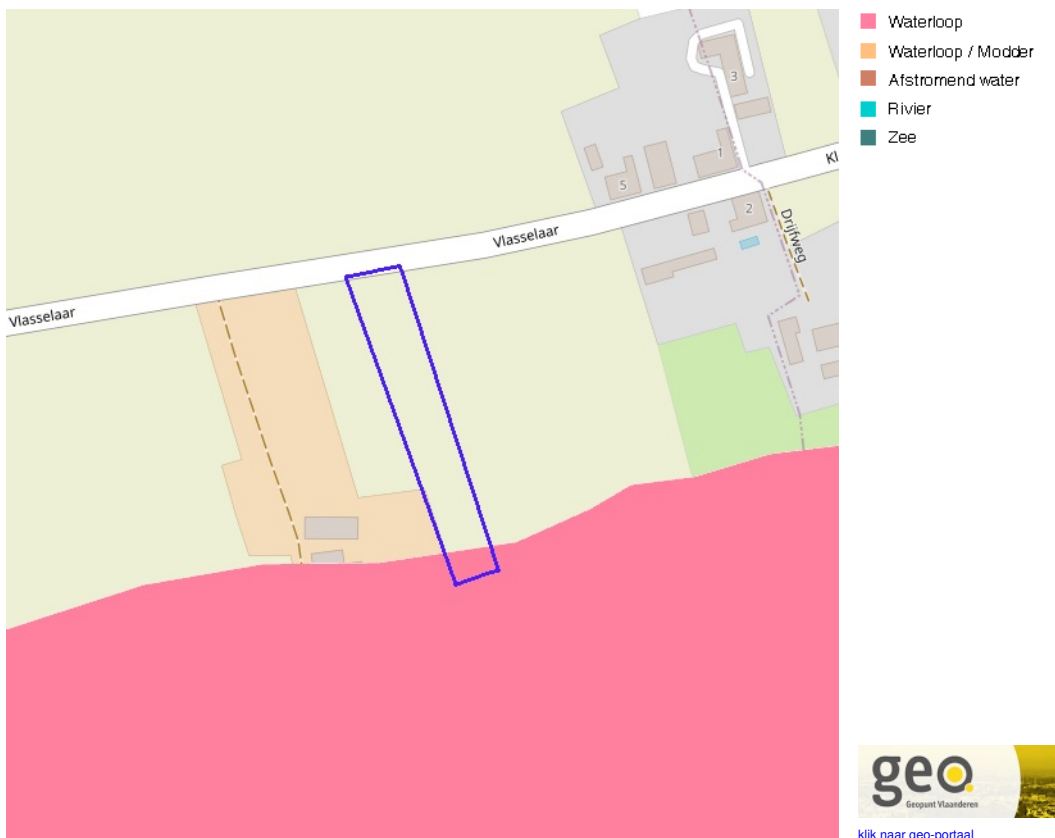 Waterloop
Waterloop / Modder
Afstromend water
Rivier
Zee
3
1
5
2
Kl
Drijfweg
Vlasselaar
Vlasselaar
geo.
Geopunt Vlaanderen
klik naar geo-portaal